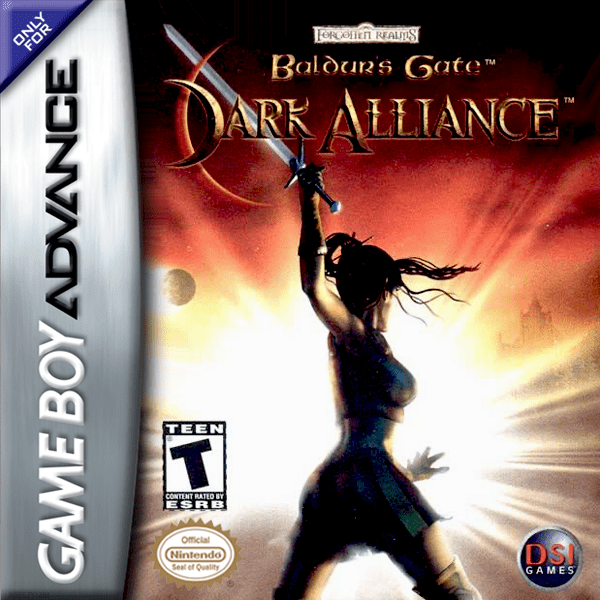 ONLY
FOR
GAME BOY ADVANCE
FORGOTTEN REALMS
Baldur's Gate™
DARK ALLIANCE™
TEEN
T
CONTENT RATED BY
ESRB
Official
Nintendo
Seal of Quality
DSI
GAMES